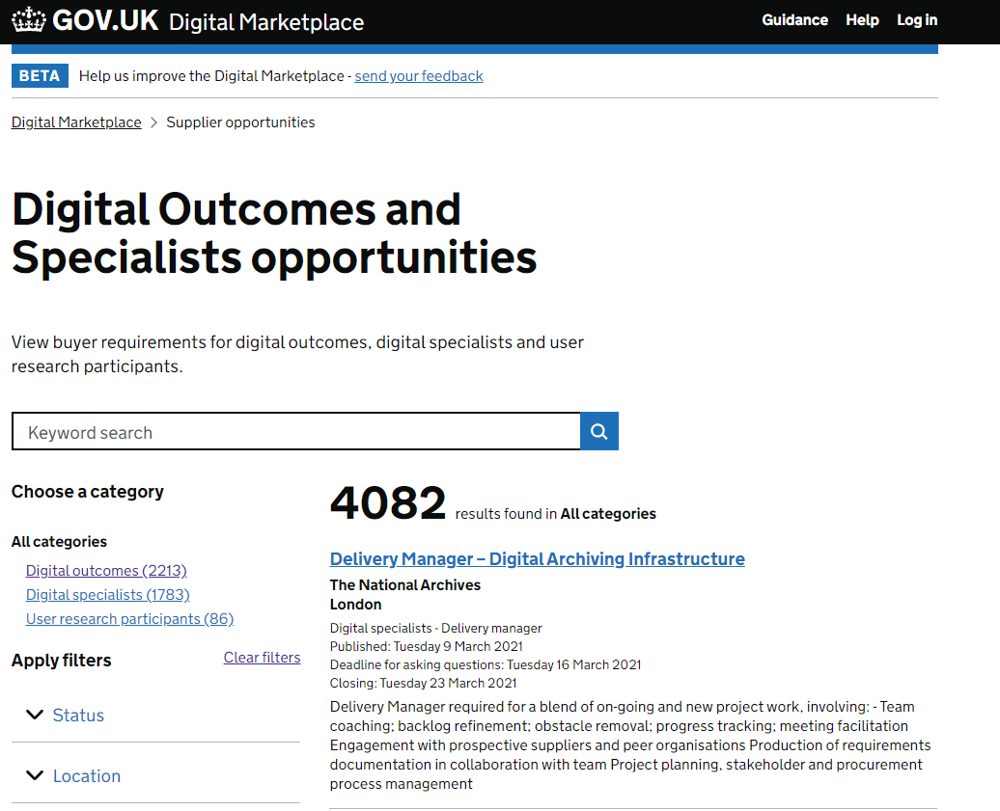 GOV.UK Digital Marketplace
Guidance Help Log in
BETA Help us improve the Digital Marketplace - send your feedback
Digital Marketplace > Supplier opportunities
Digital Outcomes and
Specialists opportunities
View buyer requirements for digital outcomes, digital specialists and user
research participants.
Keyword search
Choose a category
All categories
Digital outcomes (2213)
Digital specialists (1783)
User research participants (86)
Apply filters
Clear filters
Status
Location
4082 results found in All categories
Delivery Manager – Digital Archiving Infrastructure
The National Archives
London
Digital specialists - Delivery manager
Published: Tuesday 9 March 2021
Deadline for asking questions: Tuesday 16 March 2021
Closing: Tuesday 23 March 2021
Delivery Manager required for a blend of on-going and new project work, involving: - Team
coaching; backlog refinement; obstacle removal; progress tracking; meeting facilitation
Engagement with prospective suppliers and peer organisations Production of requirements
documentation in collaboration with team Project planning, stakeholder and procurement
process management